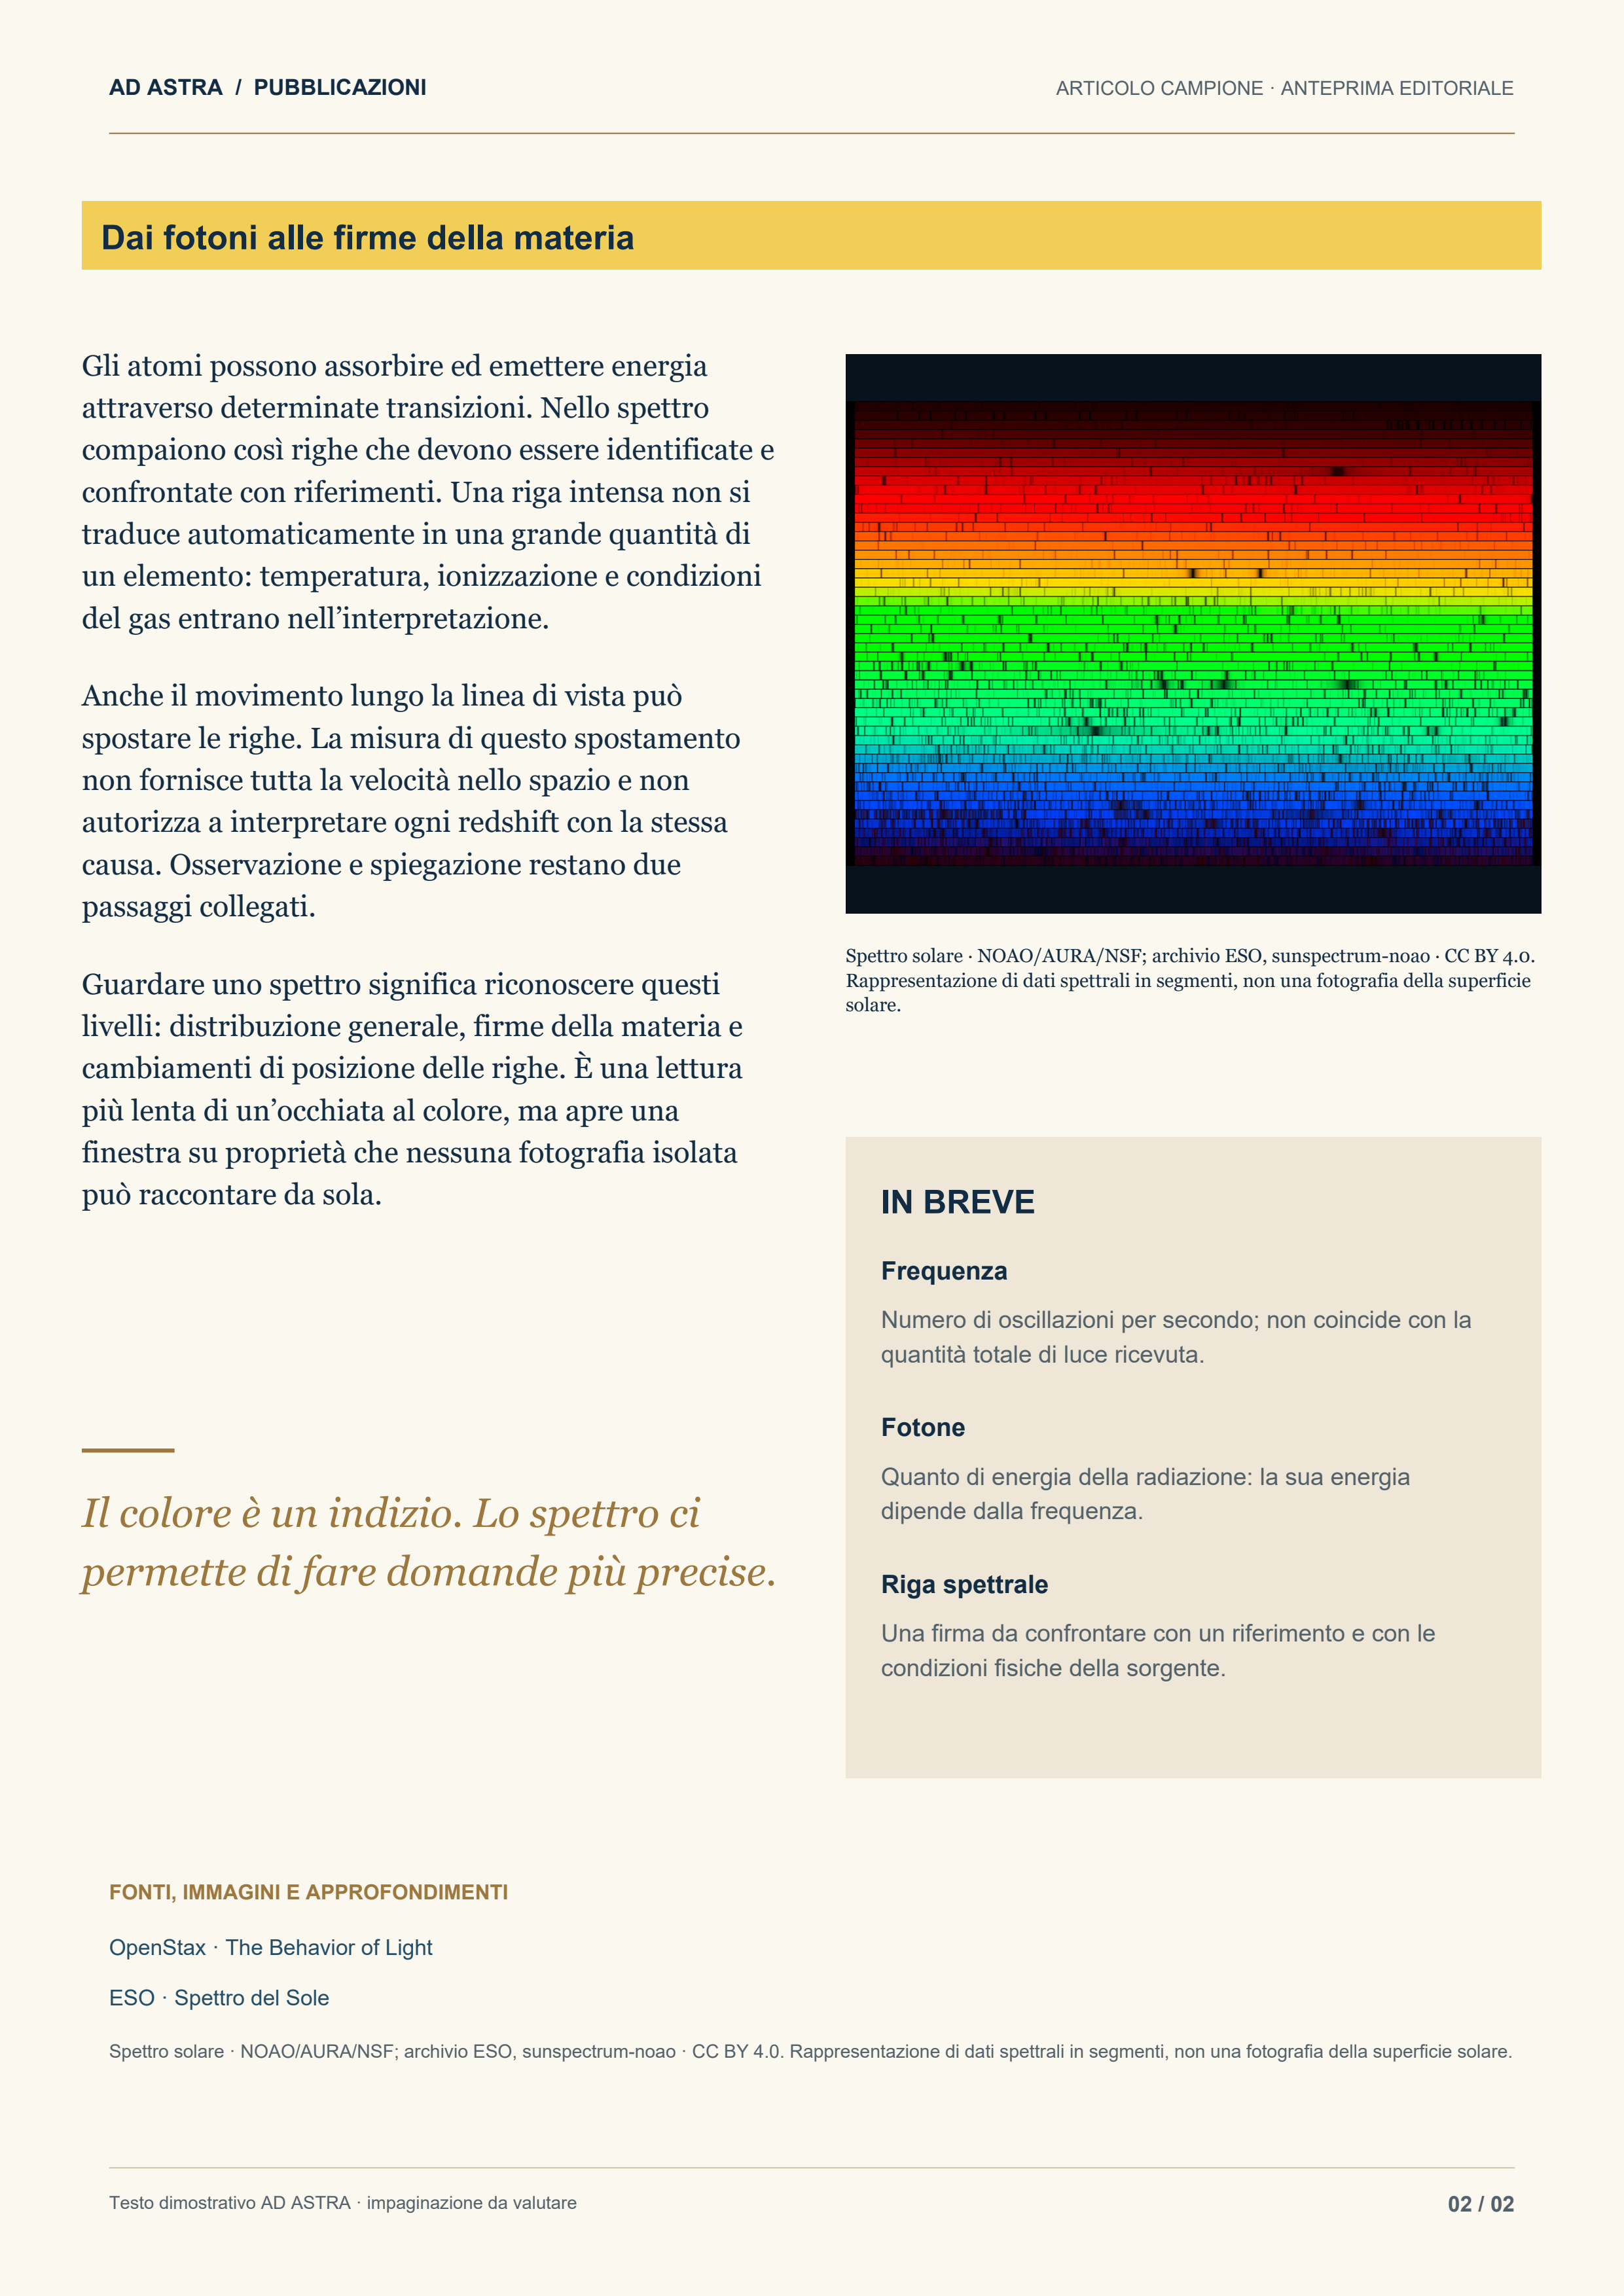 AD ASTRA / PUBBLICAZIONI
ARTICOLO CAMPIONE · ANTEPRIMA EDITORIALE
Dai fotoni alle firme della materia
Gli atomi possono assorbire ed emettere energia
attraverso determinate transizioni. Nello spettro
compaiono così righe che devono essere identificate e
confrontate con riferimenti. Una riga intensa non si
traduce automaticamente in una grande quantità di
un elemento: temperatura, ionizzazione e condizioni
del gas entrano nell’interpretazione.
Anche il movimento lungo la linea di vista può
spostare le righe. La misura di questo spostamento
non fornisce tutta la velocità nello spazio e non
autorizza a interpretare ogni redshift con la stessa
causa. Osservazione e spiegazione restano due
passaggi collegati.
Guardare uno spettro significa riconoscere questi
livelli: distribuzione generale, firme della materia e
cambiamenti di posizione delle righe. È una lettura
più lenta di un’occhiata al colore, ma apre una
finestra su proprietà che nessuna fotografia isolata
può raccontare da sola.
Il colore è un indizio. Lo spettro ci
permette di fare domande più precise.
Spettro solare · NOAO/AURA/NSF; archivio ESO, sunspectrum-noao · CC BY 4.0.
Rappresentazione di dati spettrali in segmenti, non una fotografia della superficie
solare.
IN BREVE
Frequenza
Numero di oscillazioni per secondo; non coincide con la
quantità totale di luce ricevuta.
Fotone
Quanto di energia della radiazione: la sua energia
dipende dalla frequenza.
Riga spettrale
Una firma da confrontare con un riferimento e con le
condizioni fisiche della sorgente.
FONTI, IMMAGINI E APPROFONDIMENTI
OpenStax · The Behavior of Light
ESO · Spettro del Sole
Spettro solare · NOAO/AURA/NSF; archivio ESO, sunspectrum-noao · CC BY 4.0. Rappresentazione di dati spettrali in segmenti, non una fotografia della superficie solare.
Testo dimostrativo AD ASTRA · impaginazione da valutare
02 / 02